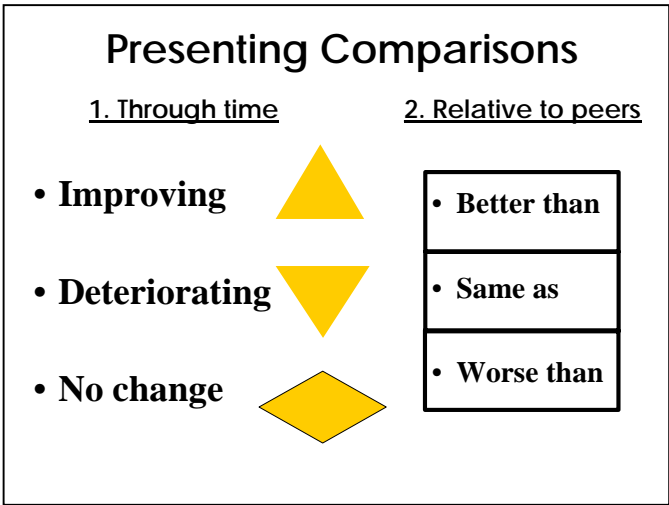 Presenting Comparisons
1. Through time
• Improving
• Deteriorating
• No change
2. Relative to peers
• Better than
• Same as
• Worse than